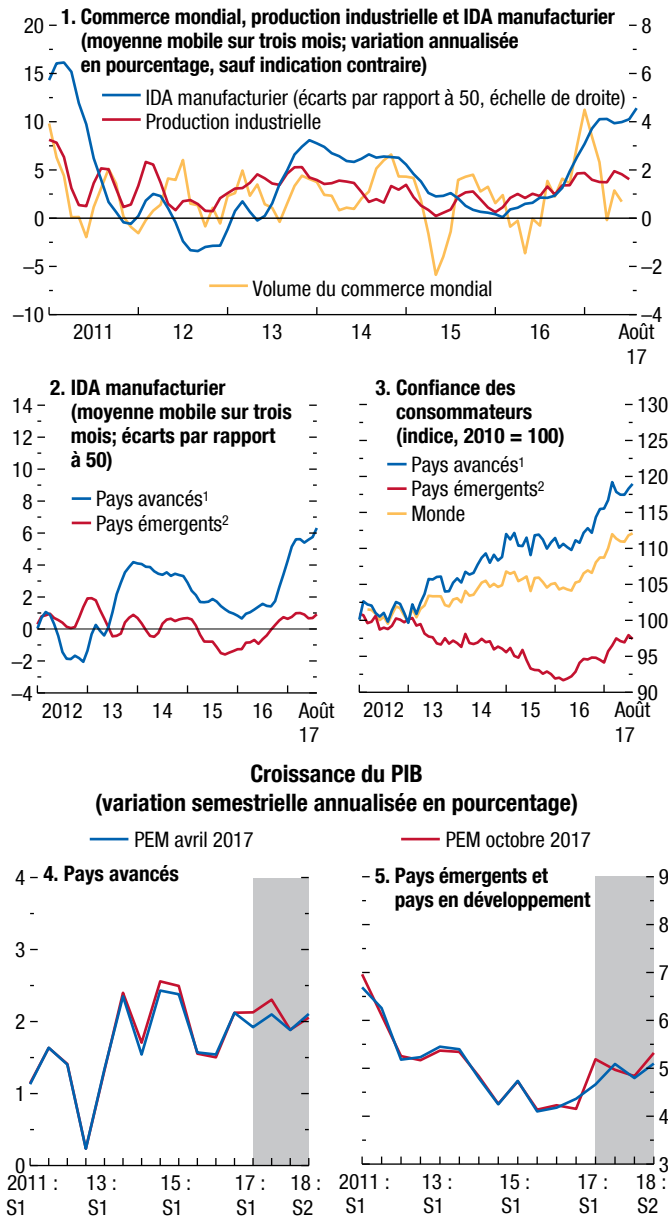 1. Commerce mondial, production industrielle et IDA manufacturier
(moyenne mobile sur trois mois; variation annualisée
en pourcentage, sauf indication contraire)
IDA manufacturier (écarts par rapport à 50, échelle de droite)
Production industrielle
Volume du commerce mondial
20
15
10
5
0
–5
–10
8
6
4
2
0
–2
–4
2011 12 13 14 15 16 Août
17
2. IDA manufacturier
(moyenne mobile sur trois
mois; écarts par rapport
à 50)
Pays avancés¹
Pays émergents²
14
12
10
8
6
4
2
0
–2
–4
2012 13 14 15 16 Août
17
3. Confiance des
consommateurs
(indice, 2010 = 100)
Pays avancés¹
Pays émergents²
Monde
130
125
120
115
110
105
100
95
90
2012 13 14 15 16 Août
17
Croissance du PIB
(variation semestrielle annualisée en pourcentage)
PEM avril 2017 PEM octobre 2017
4. Pays avancés
4
3
2
1
0
2011 : 13 : 15 : 17 : 18 :
S1 S1 S1 S1 S2
5. Pays émergents et
pays en développement
9
8
7
6
5
4
3
2011 : 13 : 15 : 17 : 18 :
S1 S1 S1 S1 S2